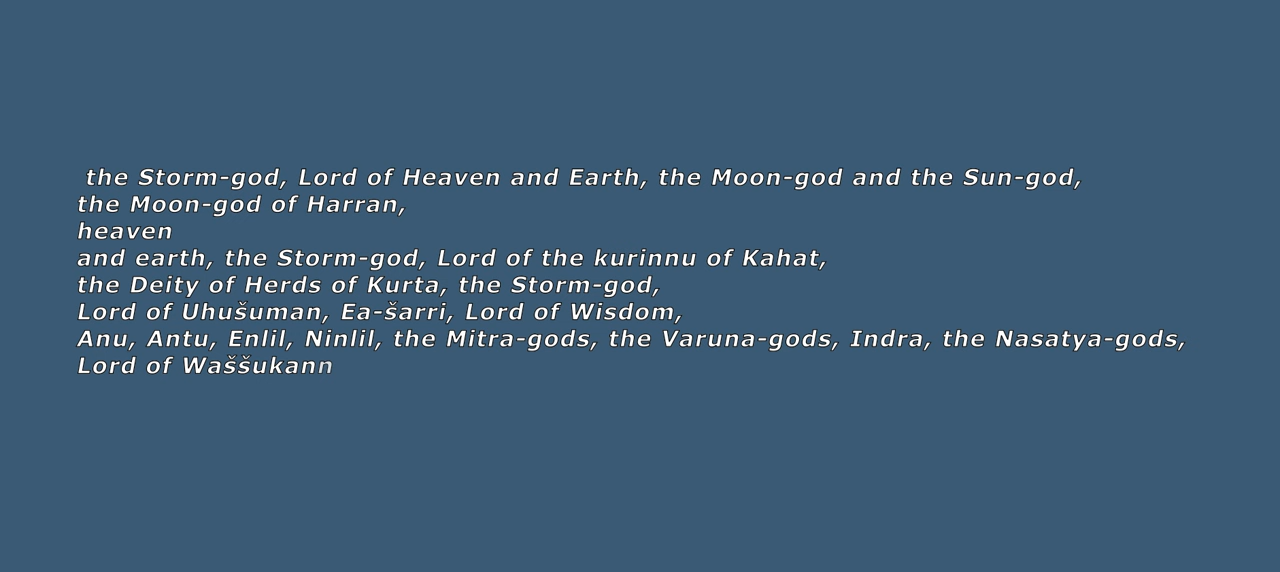 the Storm-god, Lord of Heaven and Earth, the Moon-god and the Sun-god,
the Moon-god of Harran,
heaven
and earth, the Storm-god, Lord of the kurinnu of Kahat,
the Deity of Herds of Kurta, the Storm-god,
Lord of Uhušuman, Ea-šarri, Lord of Wisdom,
Anu, Antu, Enlil, Ninlil, the Mitra-gods, the Varuna-gods, Indra, the Nasatya-gods,
Lord of Waššukann